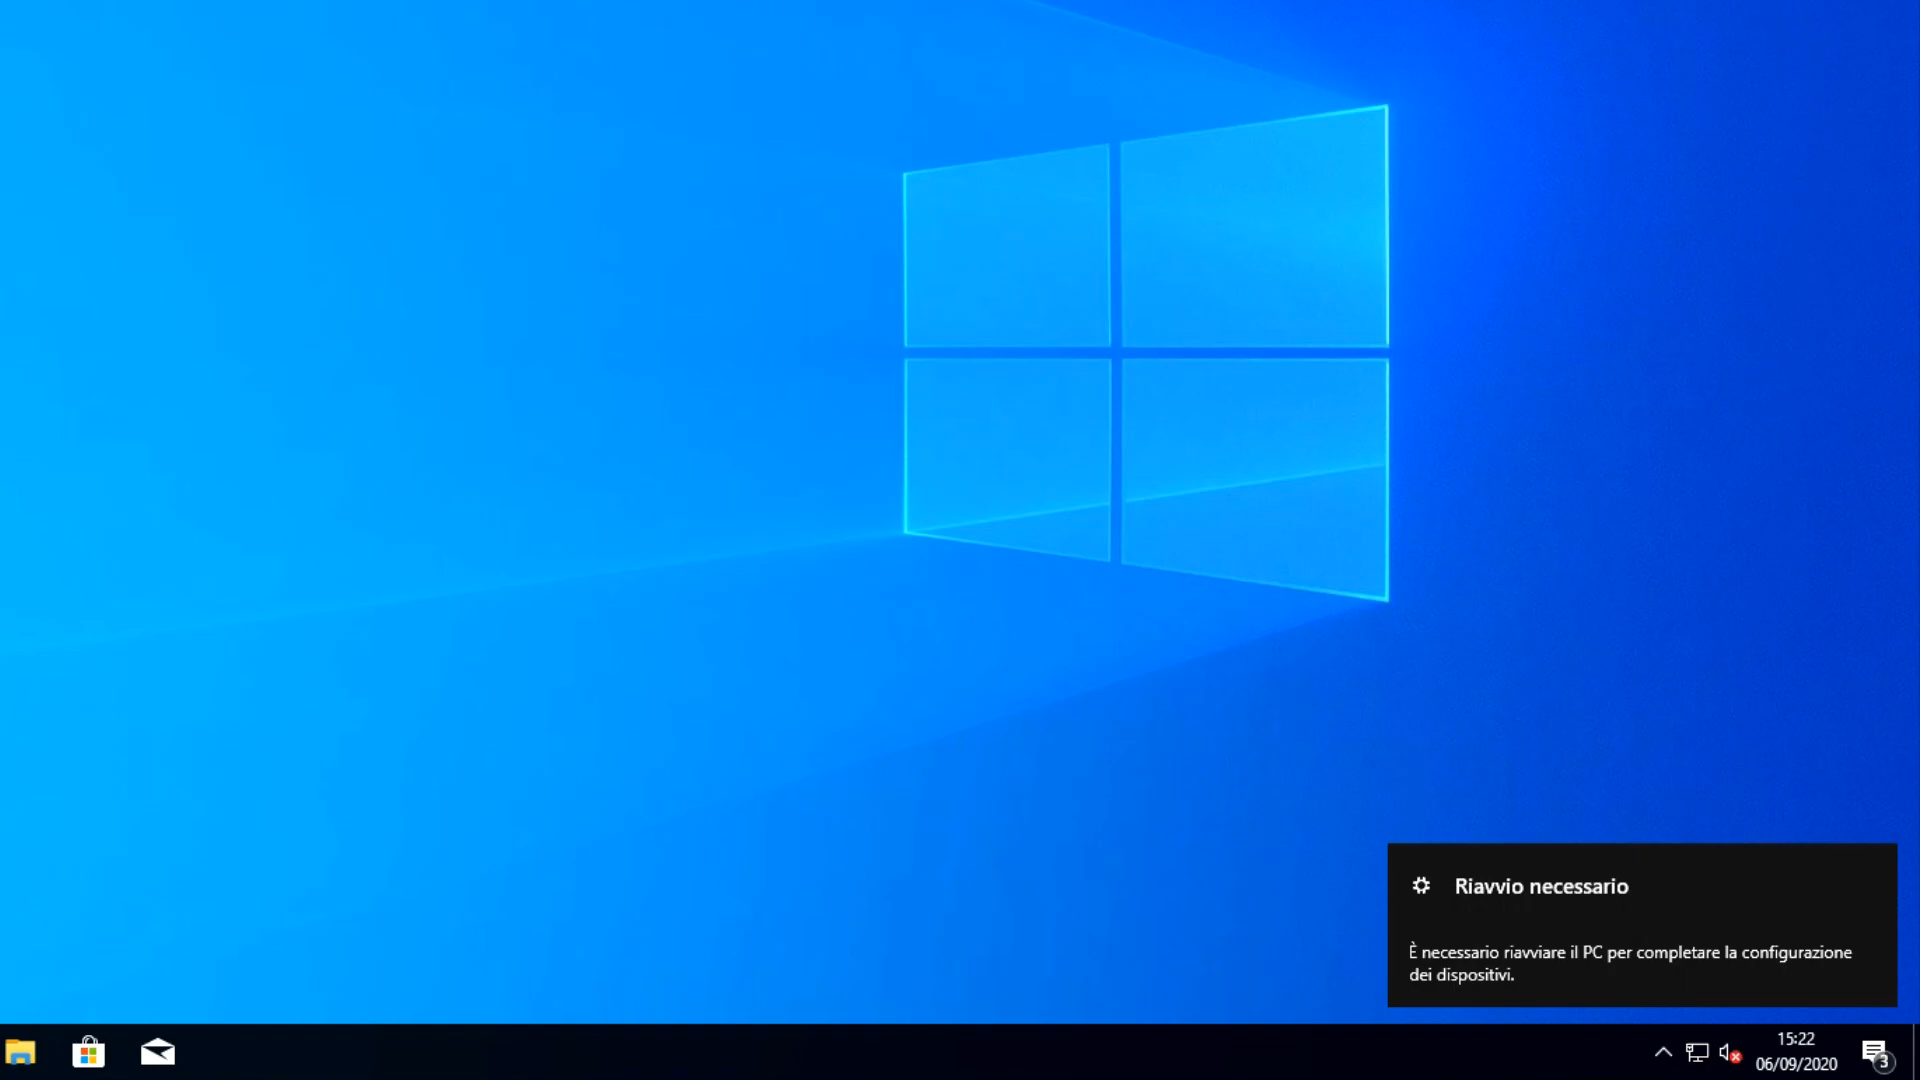 Riavvio necessario
È necessario riavviare il PC per completare la configurazione
dei dispositivi.
15:22
06/09/2020
3